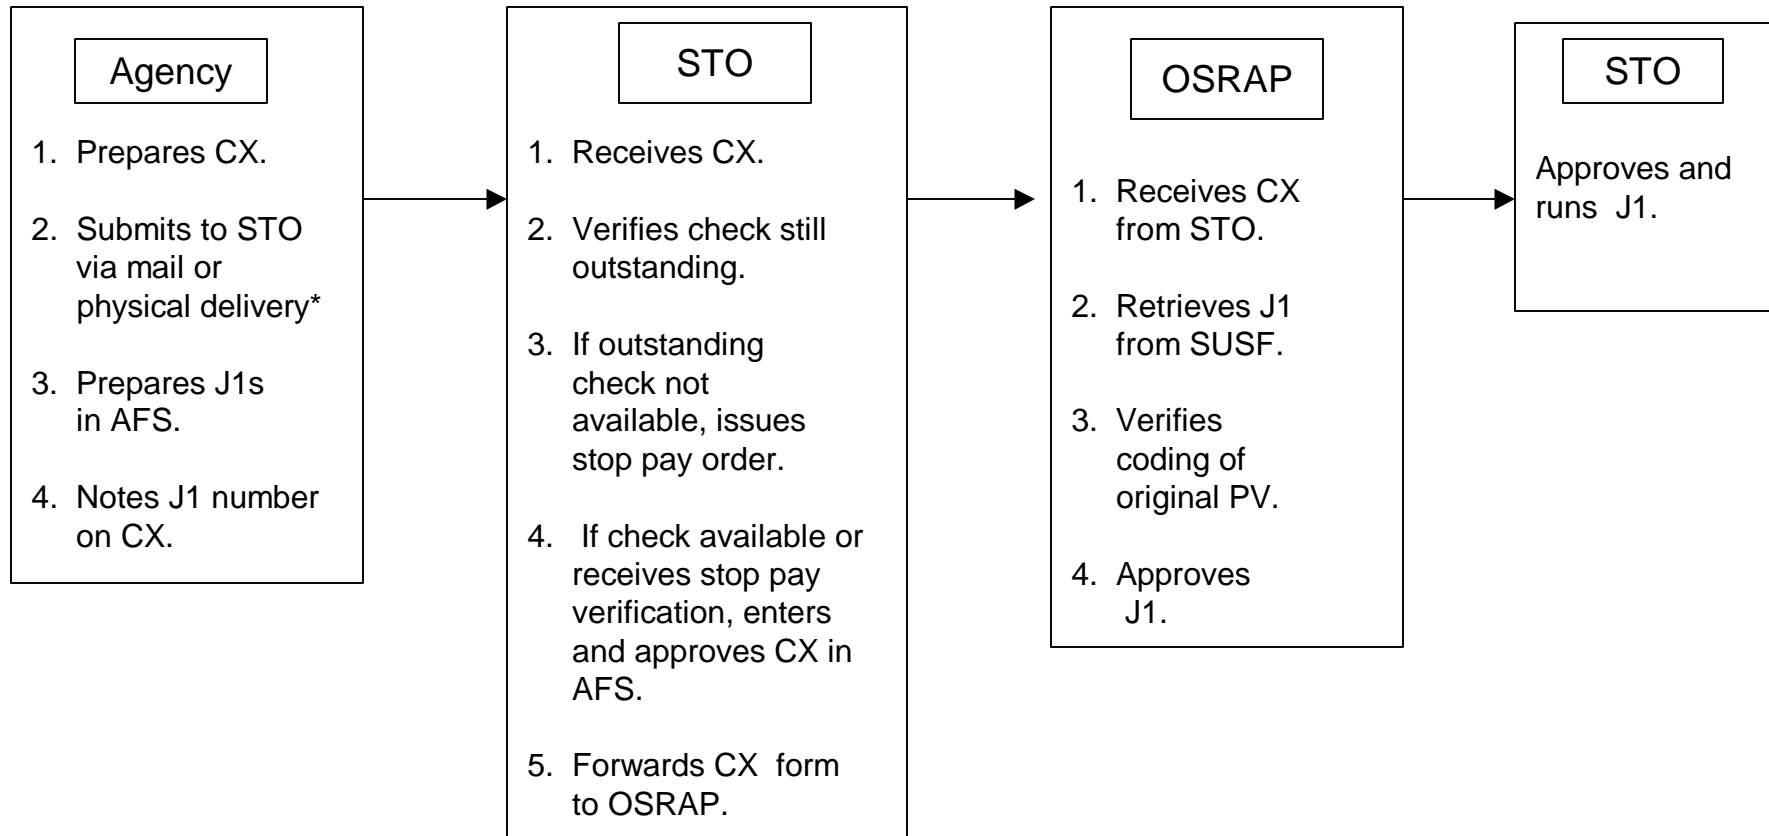 Agency
1. Prepares CX.
2. Submits to STO
via mail or
physical delivery*
3. Prepares J1s
in AFS.
4. Notes J1 number
on CX.
STO
1. Receives CX.
2. Verifies check still
outstanding.
3. If outstanding
check not
available, issues
stop pay order.
4. If check available or
receives stop pay
verification, enters
and approves CX in
AFS.
5. Forwards CX form
to OSRAP.
OSRAP
1. Receives CX
from STO.
2. Retrieves J1
from SUSF.
3. Verifies
coding of
original PV.
4. Approves
J1.
STO
Approves and
runs J1.